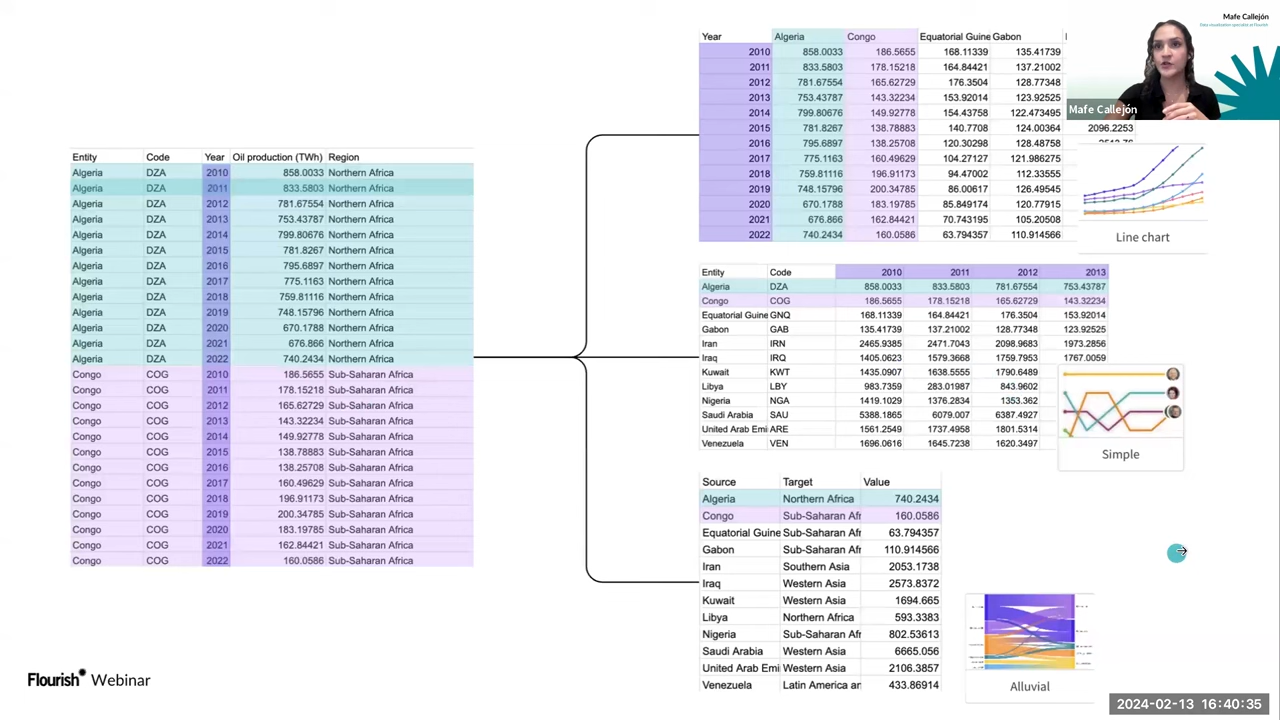 Mafe Callejón
Data visualization specialist at Flourish
Mafe Callejón
Entity Code Year Oil production (TWh) Region
Algeria DZA 2010 858.0033 Northern Africa
Algeria DZA 2011 833.5803 Northern Africa
Algeria DZA 2012 781.67554 Northern Africa
Algeria DZA 2013 753.43787 Northern Africa
Algeria DZA 2014 799.80676 Northern Africa
Algeria DZA 2015 781.8267 Northern Africa
Algeria DZA 2016 795.6897 Northern Africa
Algeria DZA 2017 775.1163 Northern Africa
Algeria DZA 2018 759.81116 Northern Africa
Algeria DZA 2019 748.15796 Northern Africa
Algeria DZA 2020 670.1788 Northern Africa
Algeria DZA 2021 676.866 Northern Africa
Algeria DZA 2022 740.2434 Northern Africa
Congo COG 2010 186.5655 Sub-Saharan Africa
Congo COG 2011 178.15218 Sub-Saharan Africa
Congo COG 2012 165.62729 Sub-Saharan Africa
Congo COG 2013 143.32234 Sub-Saharan Africa
Congo COG 2014 149.92778 Sub-Saharan Africa
Congo COG 2015 138.78883 Sub-Saharan Africa
Congo COG 2016 138.25708 Sub-Saharan Africa
Congo COG 2017 160.49629 Sub-Saharan Africa
Congo COG 2018 196.91173 Sub-Saharan Africa
Congo COG 2019 200.34785 Sub-Saharan Africa
Congo COG 2020 183.19785 Sub-Saharan Africa
Congo COG 2021 162.84421 Sub-Saharan Africa
Congo COG 2022 160.0586 Sub-Saharan Africa
Year Algeria Congo Equatorial Guine Gabon
2010 858.0033 186.5655 168.11339 135.41739
2011 833.5803 178.15218 164.84421 137.21002
2012 781.67554 165.62729 176.3504 128.77348
2013 753.43787 143.32234 153.92014 123.92525
2014 799.80676 149.92778 154.43758 122.473495
2015 781.8267 138.78883 140.7708 124.00364 2096.2253
2016 795.6897 138.25708 120.30298 128.48758
2017 775.1163 160.49629 104.27127 121.986275
2018 759.81116 196.91173 94.47002 112.33555
2019 748.15796 200.34785 86.00617 126.49545
2020 670.1788 183.19785 85.849174 120.77915
2021 676.866 162.84421 70.743195 105.20508
2022 740.2434 160.0586 63.794357 110.914566
Line chart
Entity Code 2010 2011 2012 2013
Algeria DZA 858.0033 833.5803 781.67554 753.43787
Congo COG 186.5655 178.15218 165.62729 143.32234
Equatorial Guine GNQ 168.11339 164.84421 176.3504 153.92014
Gabon GAB 135.41739 137.21002 128.77348 123.92525
Iran IRN 2465.9385 2471.7043 2098.9683 1973.2856
Iraq IRQ 1405.0623 1579.3668 1759.7953 1767.0059
Kuwait KWT 1435.0907 1638.5555 1790.6489
Libya LBY 983.7359 283.01987 843.9602
Nigeria NGA 1419.1029 1376.2834 1353.362
Saudi Arabia SAU 5388.1865 6079.007 6387.4927
United Arab Emi ARE 1561.2549 1737.4958 1801.5314
Venezuela VEN 1696.0616 1645.7238 1620.3497
Simple
Source Target Value
Algeria Northern Africa 740.2434
Congo Sub-Saharan Afr 160.0586
Equatorial Guine Sub-Saharan Afr 63.794357
Gabon Sub-Saharan Afr 110.914566
Iran Southern Asia 2053.1738
Iraq Western Asia 2573.8372
Kuwait Western Asia 1694.665
Libya Northern Africa 593.3383
Nigeria Sub-Saharan Afr 802.53613
Saudi Arabia Western Asia 6665.056
United Arab Emi Western Asia 2106.3857
Venezuela Latin America ar 433.86914
Alluvial
Flourish Webinar
2024-02-13 16:40:35